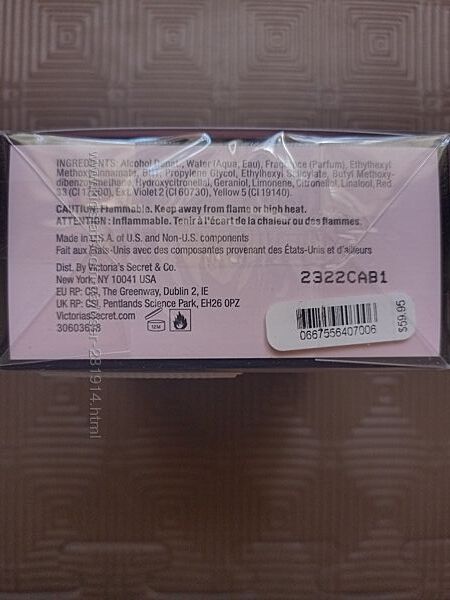 INGREDIENTS: Alcohol Denat., Water (Aqua, Eau), Fragrance (Parfum), Ethylhexyl
Methoxycinnamate, BHT, Propylene Glycol, Ethylhexyl Salicylate, Butyl Methoxy-
dibenzoylmethane, Hydroxycitronellal, Geraniol, Limonene, Citronellol, Linalool, Red
33 (CI 17200), Ext. Violet 2 (CI 60730), Yellow 5 (CI 19140).
CAUTION: Flammable. Keep away from flame or high heat.
ATTENTION: Inflammable. Tenir à l'écart de la chaleur ou des flammes.
Made in U.S.A. of U.S. and Non-U.S. components
Fait aux États-Unis avec des composantes provenant des États-Unis et d'ailleurs
Dist. By Victoria's Secret & Co.
New York, NY 10041 USA
EU RP: CSI, The Greenway, Dublin 2, IE
UK RP: CSI, Pentlands Science Park, EH26 0PZ
VictoriasSecret.com
12M
2322CAB1
0667556407006
$59.95
281914.html